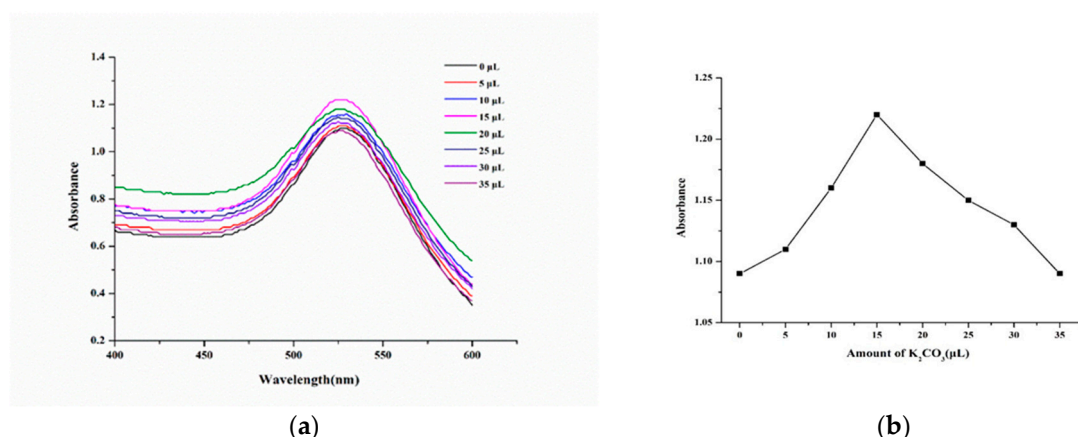 1.4
1.2
1.0
0.8
0.6
0.4
0.2
Absorbance
400
450
500
550
600
Wavelength(nm)
0 µL
5 µL
10 µL
15 µL
20 µL
25 µL
30 µL
35 µL
(a)
1.25
1.20
1.15
1.10
1.05
Absorbance
0
5
10
15
20
25
30
35
Amount of K₂CO₃(µL)
(b)